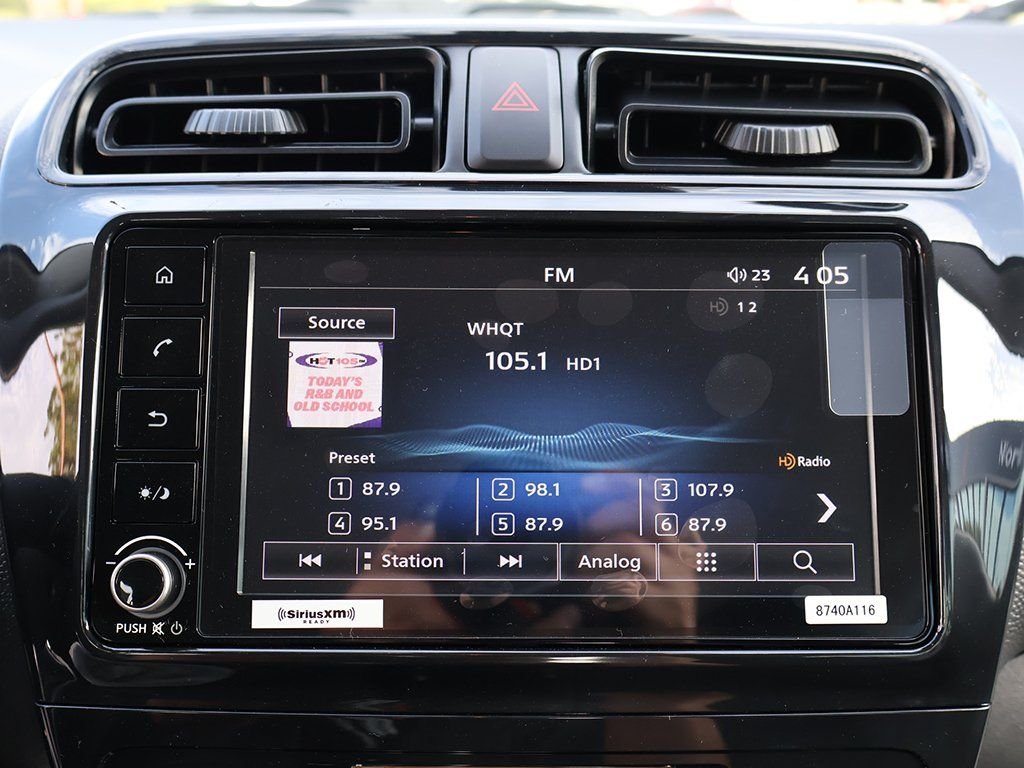 FM
23
4 05
HD 1 2
Source
WHQT
105.1 HD1
HOT 105 FM
TODAY'S
R&B AND
OLD SCHOOL
Preset
HD Radio
1 87.9
2 98.1
3 107.9
4 95.1
5 87.9
6 87.9
Station
Analog
- +
PUSH
((SiriusXM))
READY
8740A116
Nor